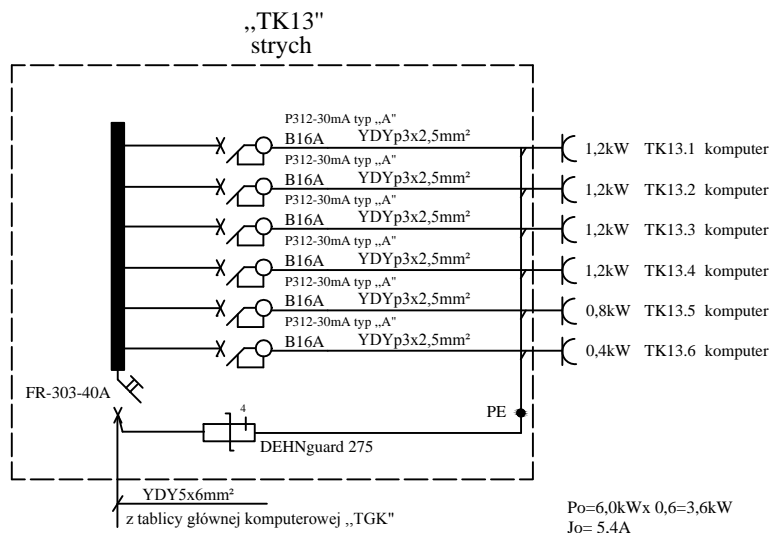 ,,TK13"
strych
P312-30mA typ ,,A"
B16A YDYp3x2,5mm² 1,2kW TK13.1 komputer
P312-30mA typ ,,A"
B16A YDYp3x2,5mm² 1,2kW TK13.2 komputer
P312-30mA typ ,,A"
B16A YDYp3x2,5mm² 1,2kW TK13.3 komputer
P312-30mA typ ,,A"
B16A YDYp3x2,5mm² 1,2kW TK13.4 komputer
P312-30mA typ ,,A"
B16A YDYp3x2,5mm² 0,8kW TK13.5 komputer
P312-30mA typ ,,A"
B16A YDYp3x2,5mm² 0,4kW TK13.6 komputer
FR-303-40A
4
PE
DEHNguard 275
YDY5x6mm²
z tablicy głównej komputerowej ,,TGK"
Po=6,0kWx 0,6=3,6kW
Jo= 5,4A